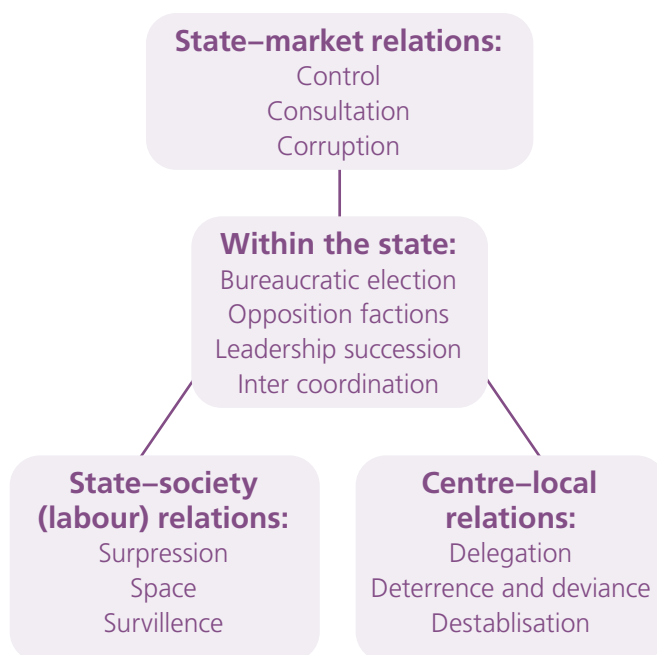 State–market relations:
Control
Consultation
Corruption
Within the state:
Bureaucratic election
Opposition factions
Leadership succession
Inter coordination
State–society
(labour) relations:
Surpression
Space
Survillence
Centre–local
relations:
Delegation
Deterrence and deviance
Destablisation